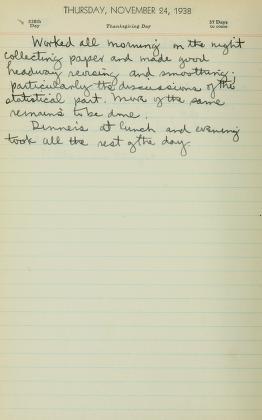 THURSDAY, NOVEMBER 24, 1938
328th Day
Thanksgiving Day
37 Days to come
Worked all morning on the night
collecting paper and made good
headway revising and smoothing,
particularly the discussions of the
statistical part. More of the same
remains to be done.
Dinners at lunch and evening
took all the rest of the day.